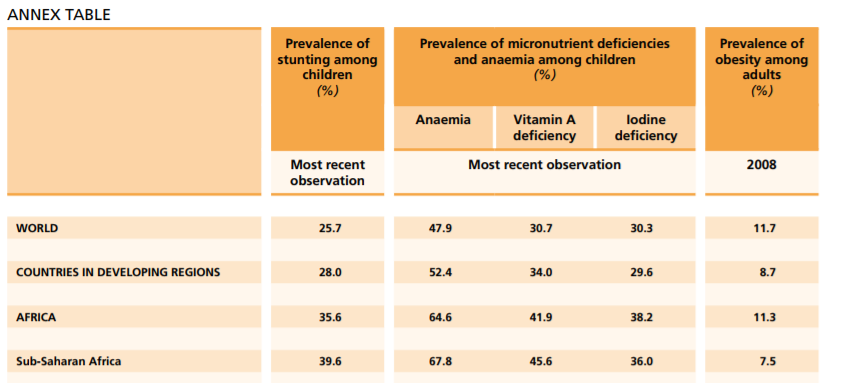 ANNEX TABLE
Prevalence of
stunting among
children
(%)
Prevalence of micronutrient deficiencies
and anaemia among children
(%)
Prevalence of
obesity among
adults
(%)
Anaemia
Vitamin A
deficiency
Iodine
deficiency
Most recent
observation
Most recent observation
2008
WORLD 25.7 47.9 30.7 30.3 11.7
COUNTRIES IN DEVELOPING REGIONS 28.0 52.4 34.0 29.6 8.7
AFRICA 35.6 64.6 41.9 38.2 11.3
Sub-Saharan Africa 39.6 67.8 45.6 36.0 7.5